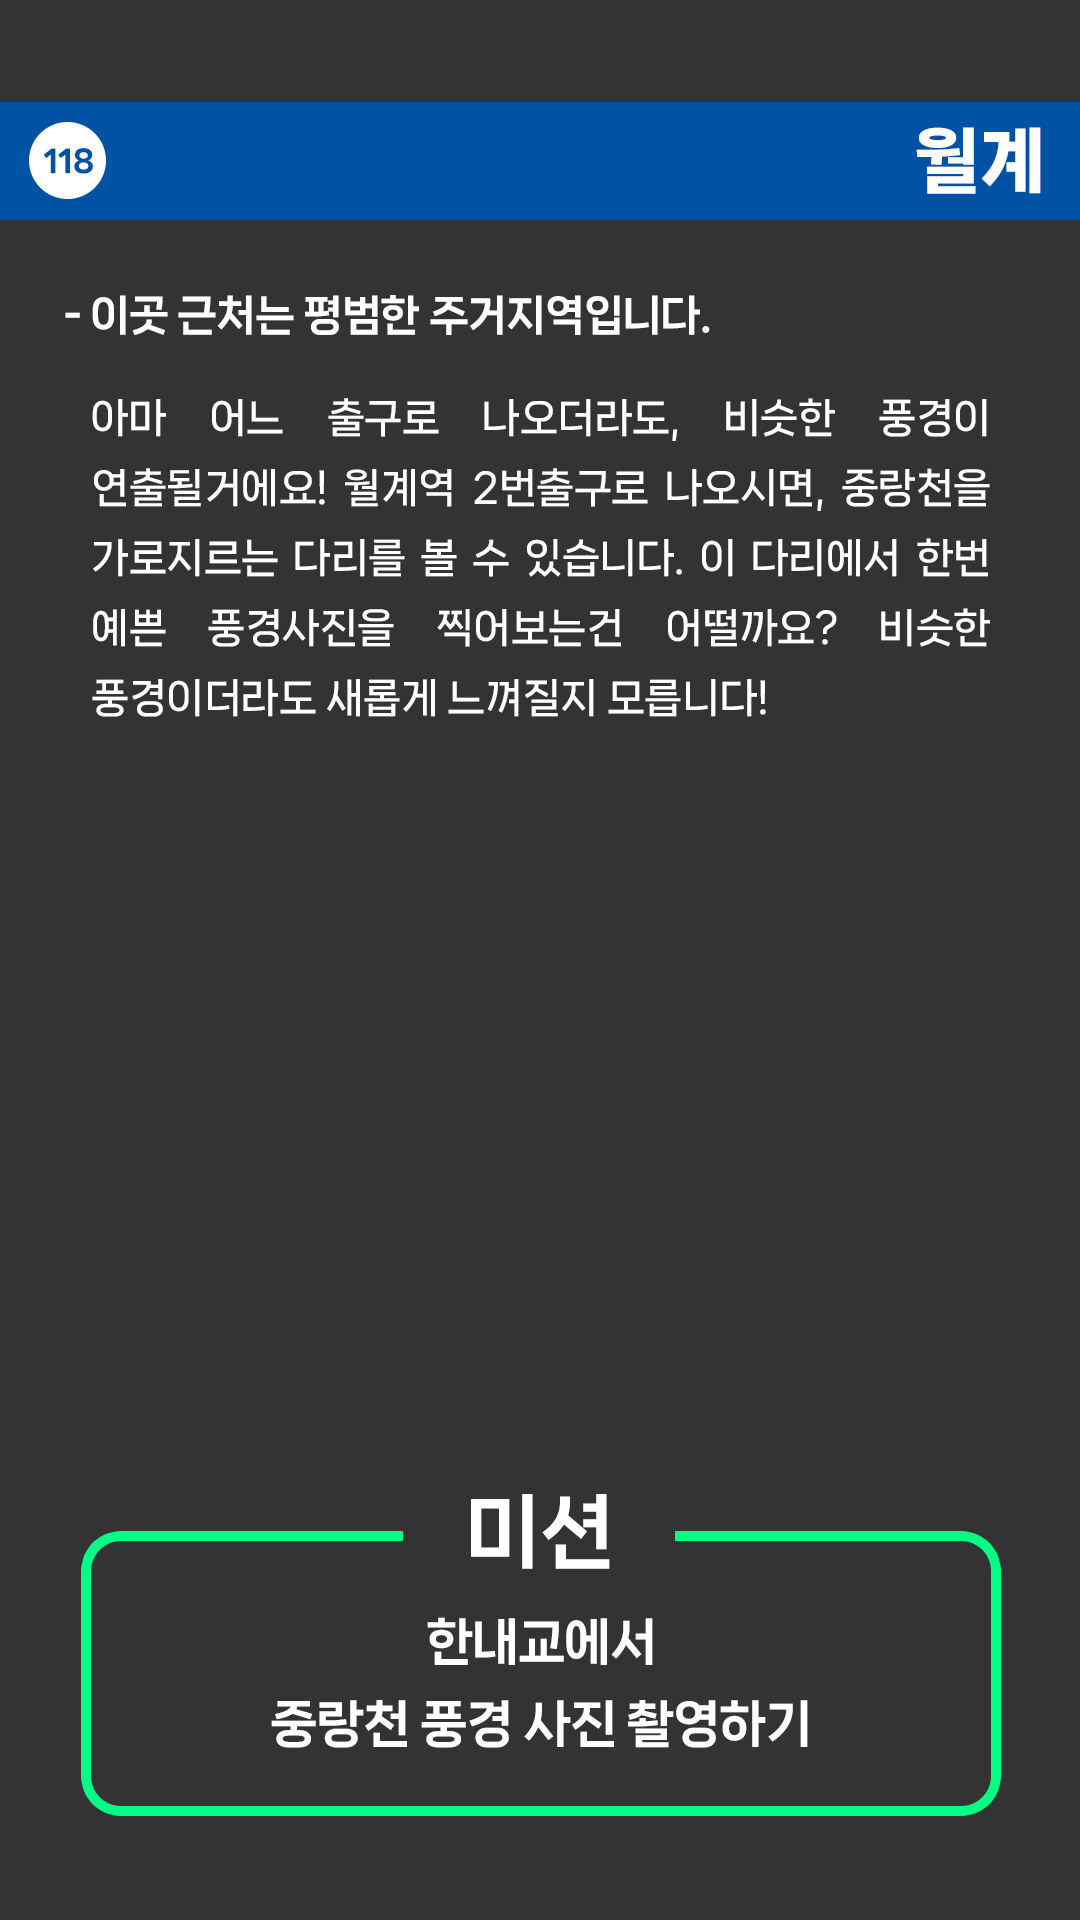 118
월계
- 이곳 근처는 평범한 주거지역입니다.
아마 어느 출구로 나오더라도, 비슷한 풍경이
연출될거에요! 월계역 2번출구로 나오시면, 중랑천을
가로지르는 다리를 볼 수 있습니다. 이 다리에서 한번
예쁜 풍경사진을 찍어보는건 어떨까요? 비슷한
풍경이더라도 새롭게 느껴질지 모릅니다!
미션
한내교에서
중랑천 풍경 사진 촬영하기